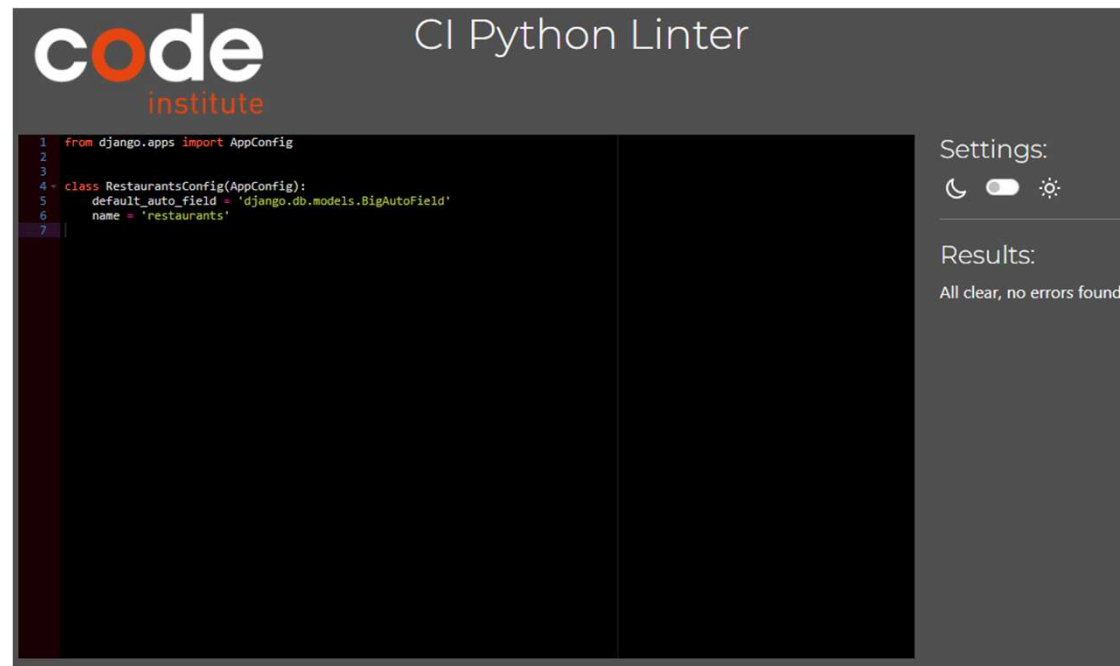 code
institute
CI Python Linter
1 from django.apps import AppConfig
2
3
4 class RestaurantsConfig(AppConfig):
5     default_auto_field = 'django.db.models.BigAutoField'
6     name = 'restaurants'
7
Settings:
Results:
All clear, no errors found